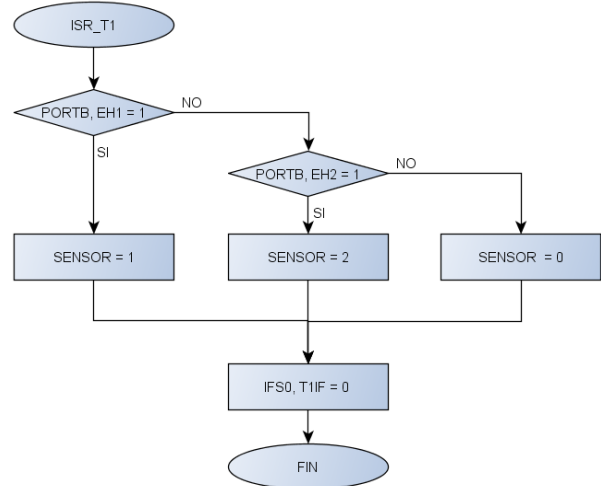 ISR_T1
PORTB, EH1 = 1
NO
SI
PORTB, EH2 = 1
NO
SI
SENSOR = 1
SENSOR = 2
SENSOR = 0
IFS0, T1IF = 0
FIN